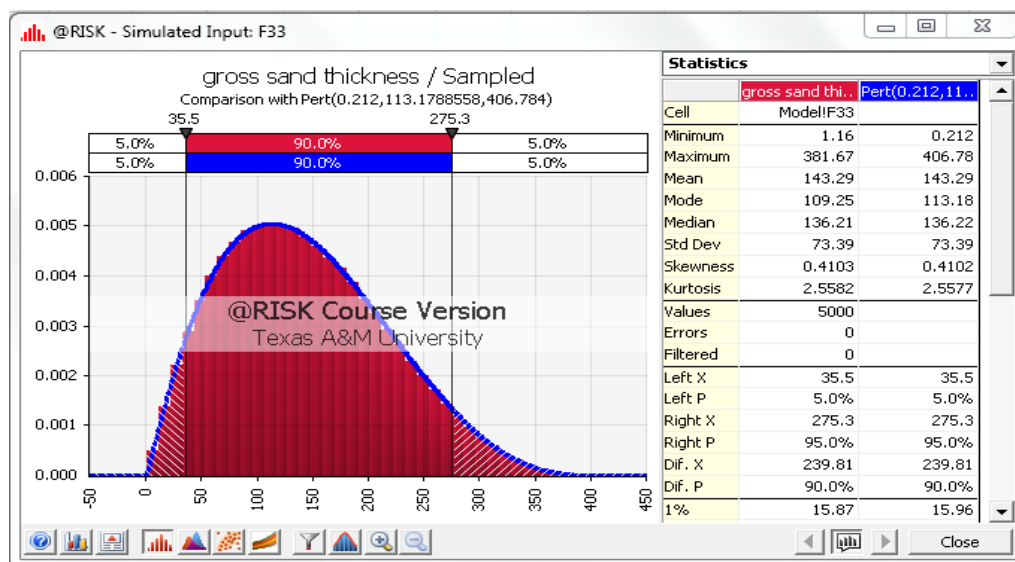 @RISK - Simulated Input: F33
gross sand thickness / Sampled
Comparison with Pert(0.212,113.1788558,406.784)
35.5 275.3
5.0% 90.0% 5.0%
5.0% 90.0% 5.0%
0.006
0.005
0.004
0.003
0.002
0.001
0.000
-50 0 50 100 150 200 250 300 350 400 450
@RISK Course Version
Texas A&M University
Statistics
gross sand thi.. Pert(0.212,11...
Cell Model!F33
Minimum 1.16 0.212
Maximum 381.67 406.78
Mean 143.29 143.29
Mode 109.25 113.18
Median 136.21 136.22
Std Dev 73.39 73.39
Skewness 0.4103 0.4102
Kurtosis 2.5582 2.5577
Values 5000
Errors 0
Filtered 0
Left X 35.5 35.5
Left P 5.0% 5.0%
Right X 275.3 275.3
Right P 95.0% 95.0%
Dif. X 239.81 239.81
Dif. P 90.0% 90.0%
1% 15.87 15.96
Close